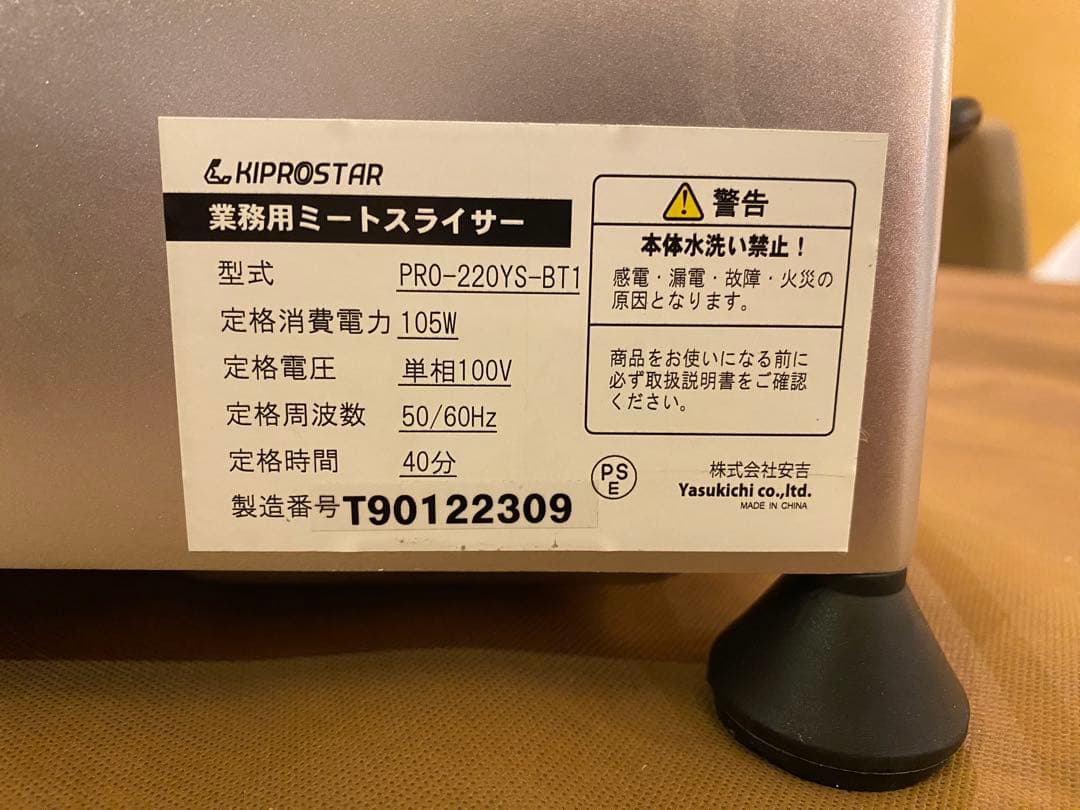 KIPROSTAR
業務用ミートスライサー
型式 PRO-220YS-BT1
定格消費電力 105W
定格電圧 単相100V
定格周波数 50/60Hz
定格時間 40分
製造番号 T90122309
警告
本体水洗い禁止！
感電・漏電・故障・火災の
原因となります。
商品をお使いになる前に
必ず取扱説明書をご確認
ください。
PS
E
株式会社安吉
Yasukichi co.,ltd.
MADE IN CHINA